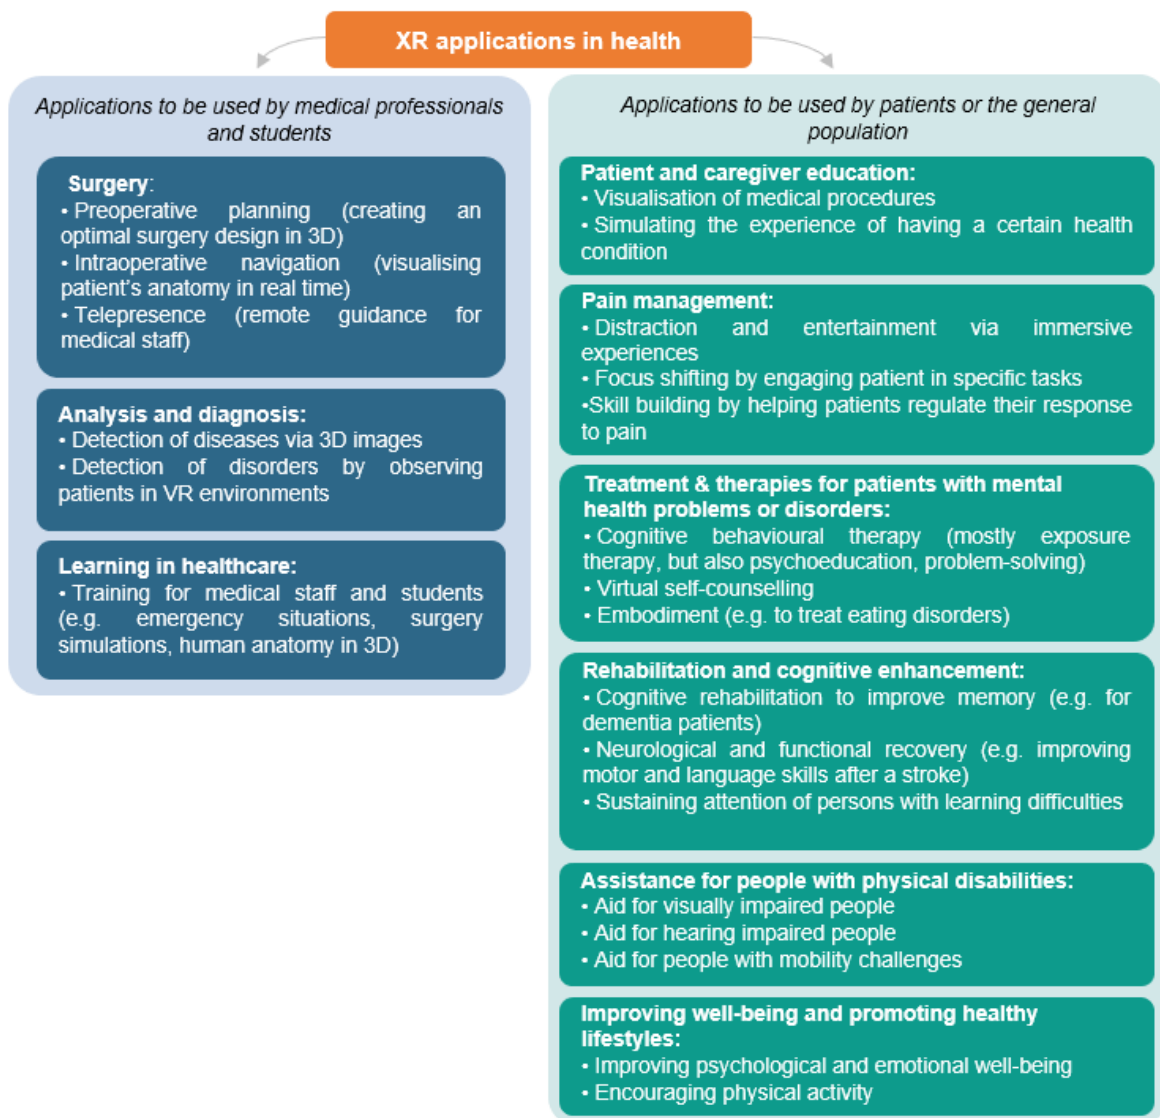 XR applications in health
Applications to be used by medical professionals
and students
Surgery:
• Preoperative planning (creating an
optimal surgery design in 3D)
• Intraoperative navigation (visualising
patient's anatomy in real time)
• Telepresence (remote guidance for
medical staff)
Analysis and diagnosis:
• Detection of diseases via 3D images
• Detection of disorders by observing
patients in VR environments
Learning in healthcare:
• Training for medical staff and students
(e.g. emergency situations, surgery
simulations, human anatomy in 3D)
Applications to be used by patients or the general
population
Patient and caregiver education:
• Visualisation of medical procedures
• Simulating the experience of having a certain health
condition
Pain management:
• Distraction and entertainment via immersive
experiences
• Focus shifting by engaging patient in specific tasks
•Skill building by helping patients regulate their response
to pain
Treatment & therapies for patients with mental
health problems or disorders:
• Cognitive behavioural therapy (mostly exposure
therapy, but also psychoeducation, problem-solving)
• Virtual self-counselling
• Embodiment (e.g. to treat eating disorders)
Rehabilitation and cognitive enhancement:
• Cognitive rehabilitation to improve memory (e.g. for
dementia patients)
• Neurological and functional recovery (e.g. improving
motor and language skills after a stroke)
• Sustaining attention of persons with learning difficulties
Assistance for people with physical disabilities:
• Aid for visually impaired people
• Aid for hearing impaired people
• Aid for people with mobility challenges
Improving well-being and promoting healthy
lifestyles:
• Improving psychological and emotional well-being
• Encouraging physical activity